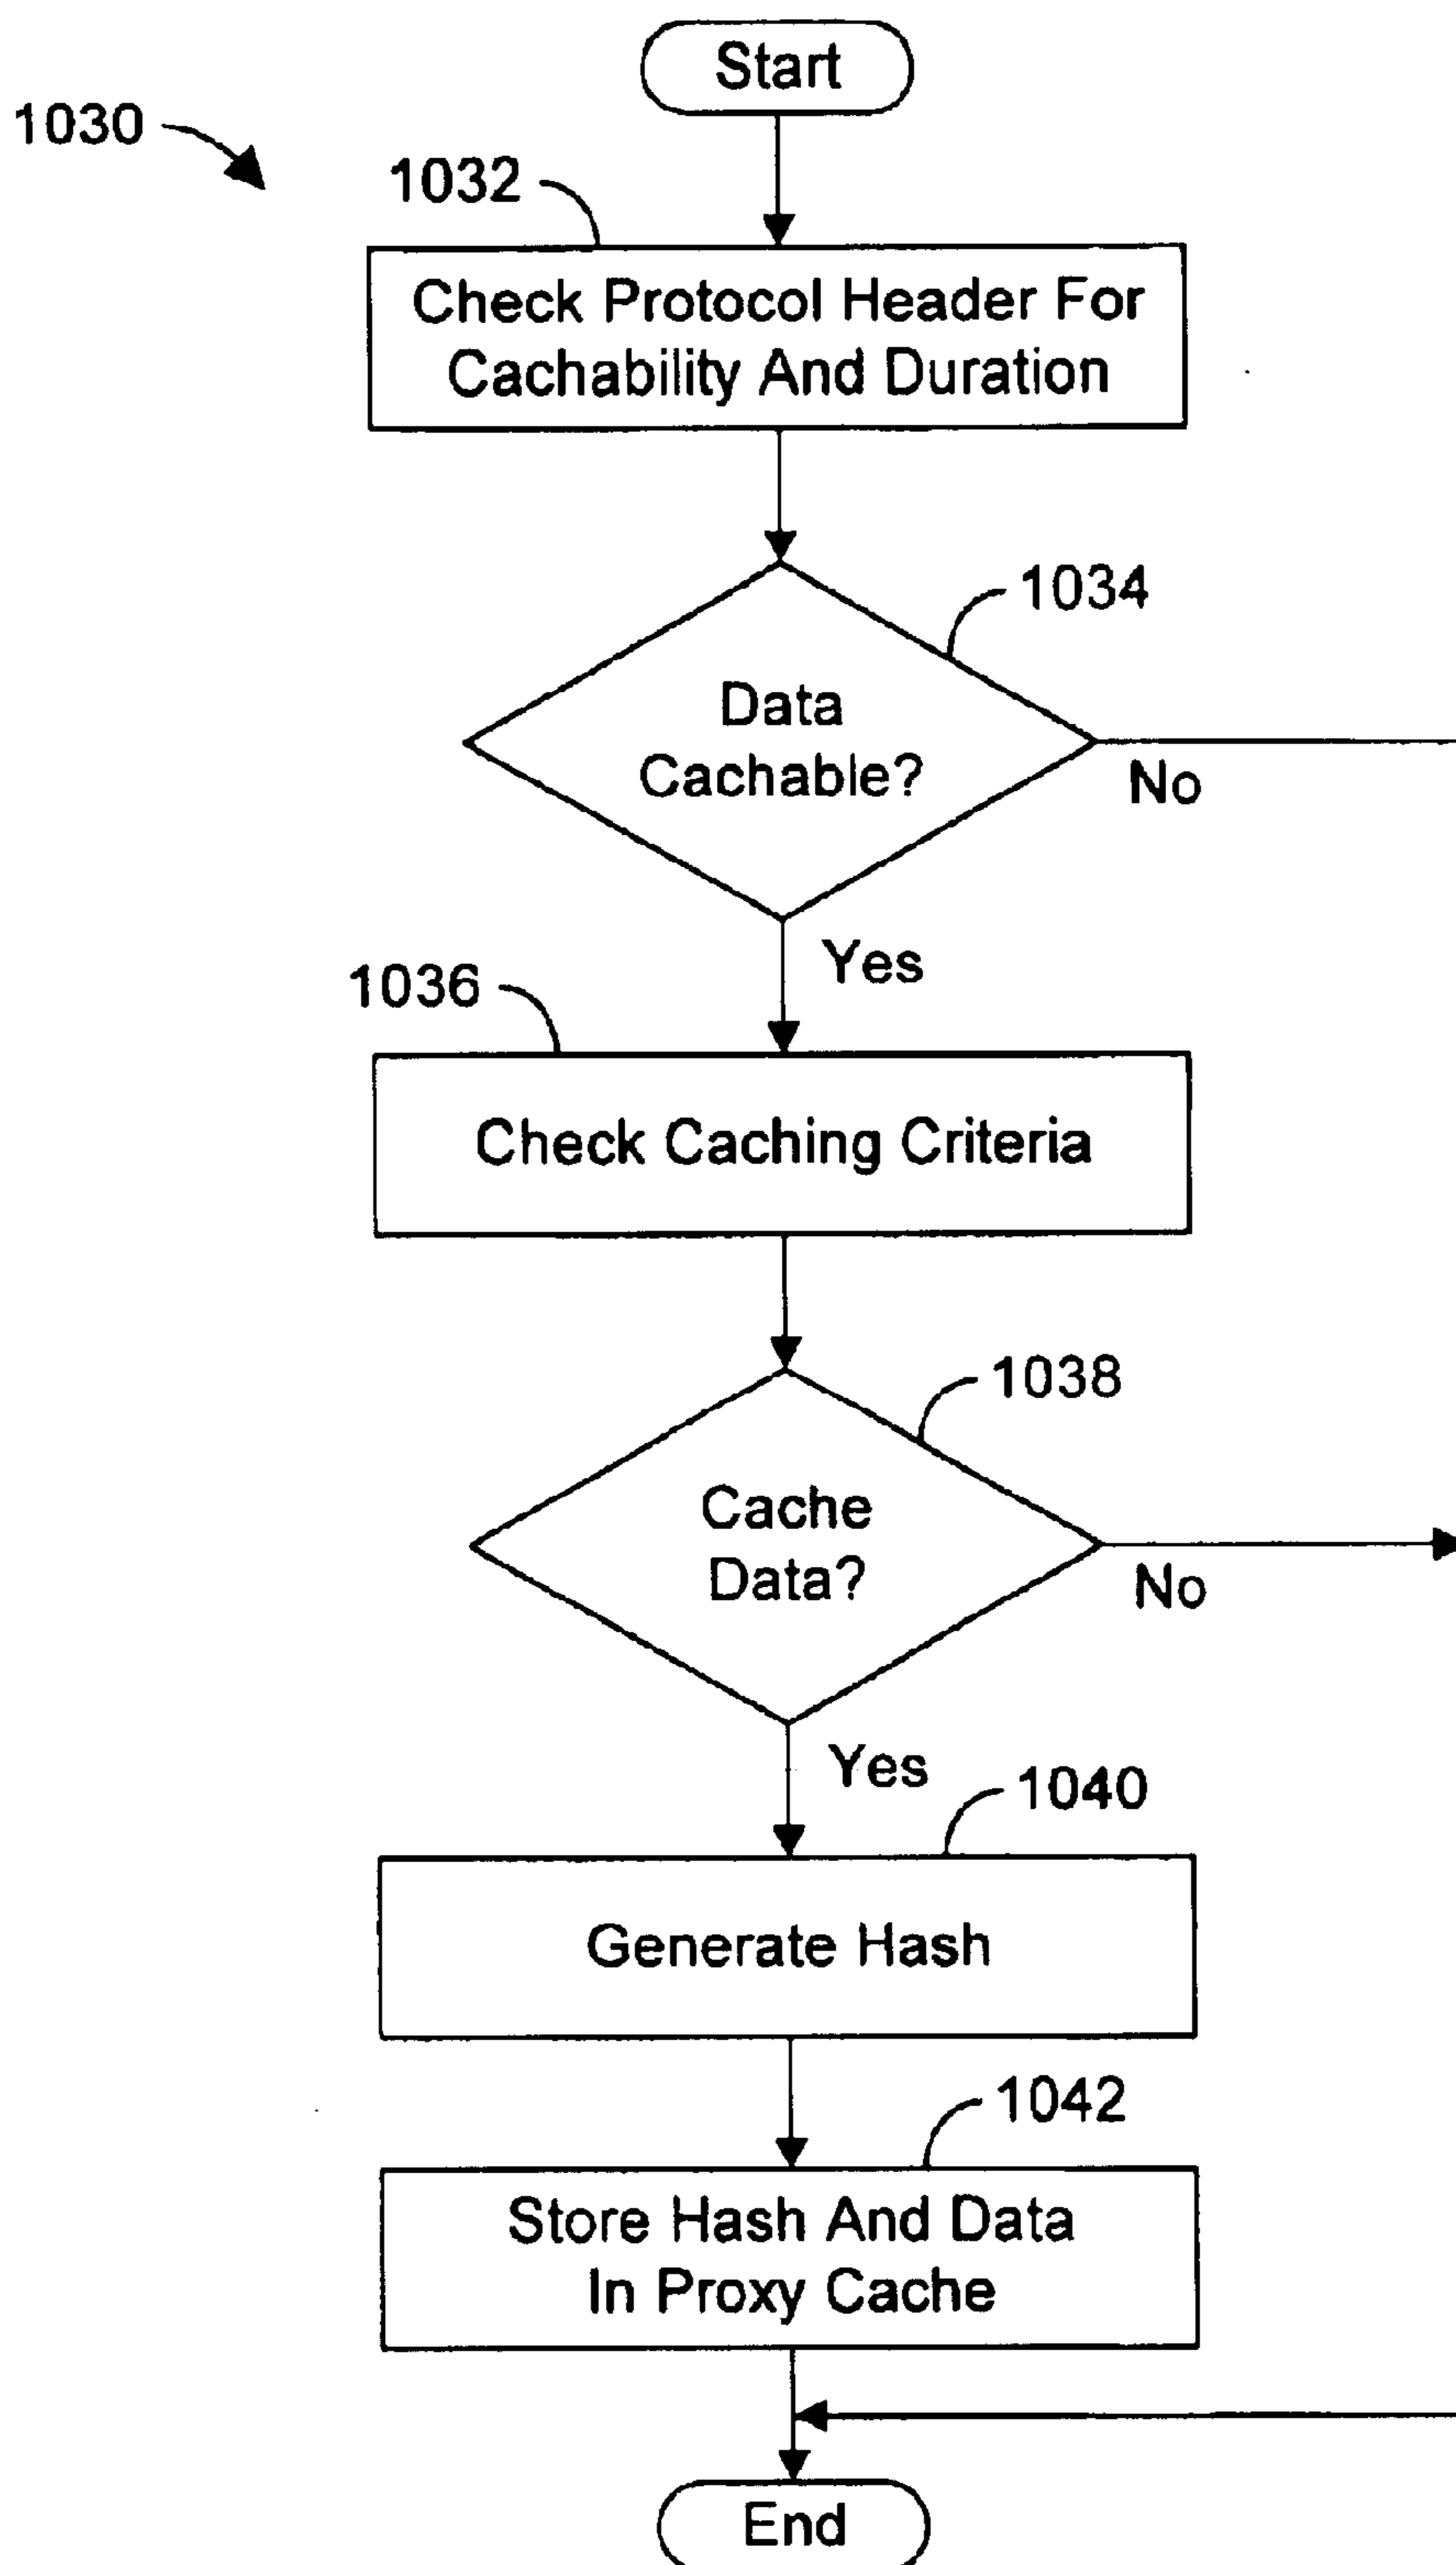 Start
1030
1032
Check Protocol Header For
Cachability And Duration
1034
Data
Cachable?
No
Yes
1036
Check Caching Criteria
1038
Cache
Data?
No
Yes
1040
Generate Hash
1042
Store Hash And Data
In Proxy Cache
End